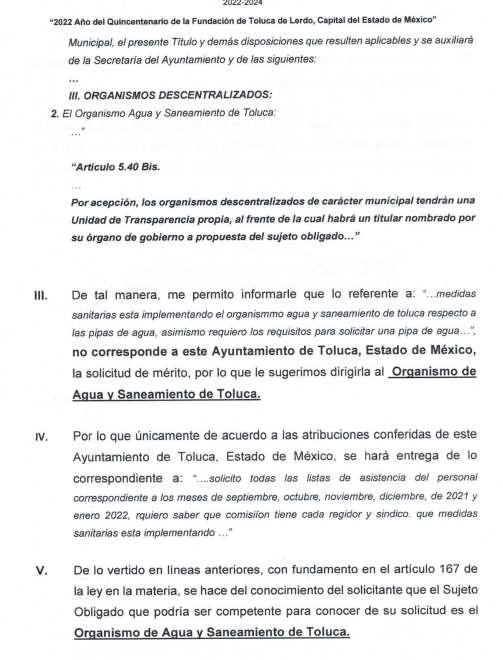 2022-2024
"2022 Año del Quincentenario de la Fundación de Toluca de Lerdo, Capital del Estado de México"
Municipal, el presente Título y demás disposiciones que resulten aplicables y se auxiliará
de la Secretaría del Ayuntamiento y de las siguientes:
...
III. ORGANISMOS DESCENTRALIZADOS:
2. El Organismo Agua y Saneamiento de Toluca:
..."
"Artículo 5.40 Bis.
...
Por acepción, los organismos descentralizados de carácter municipal tendrán una
Unidad de Transparencia propia, al frente de la cual habrá un titular nombrado por
su órgano de gobierno a propuesta del sujeto obligado..."
III. De tal manera, me permito informarle que lo referente a: "...medidas
sanitarias esta implementando el organismmo agua y saneamiento de toluca respecto a
las pipas de agua, asimismo requiero los requisitos para solicitar una pipa de agua...",
no corresponde a este Ayuntamiento de Toluca, Estado de México,
la solicitud de mérito, por lo que le sugerimos dirigirla al Organismo de
Agua y Saneamiento de Toluca.
IV. Por lo que únicamente de acuerdo a las atribuciones conferidas de este
Ayuntamiento de Toluca, Estado de México, se hará entrega de lo
correspondiente a: "....solicito todas las listas de asistencia del personal
correspondiente a los meses de septiembre, octubre, noviembre, diciembre, de 2021 y
enero 2022, rquiero saber que comisiion tiene cada regidor y sindico. que medidas
sanitarias esta implementando ..."
V. De lo vertido en líneas anteriores, con fundamento en el artículo 167 de
la ley en la materia, se hace del conocimiento del solicitante que el Sujeto
Obligado que podría ser competente para conocer de su solicitud es el
Organismo de Agua y Saneamiento de Toluca.